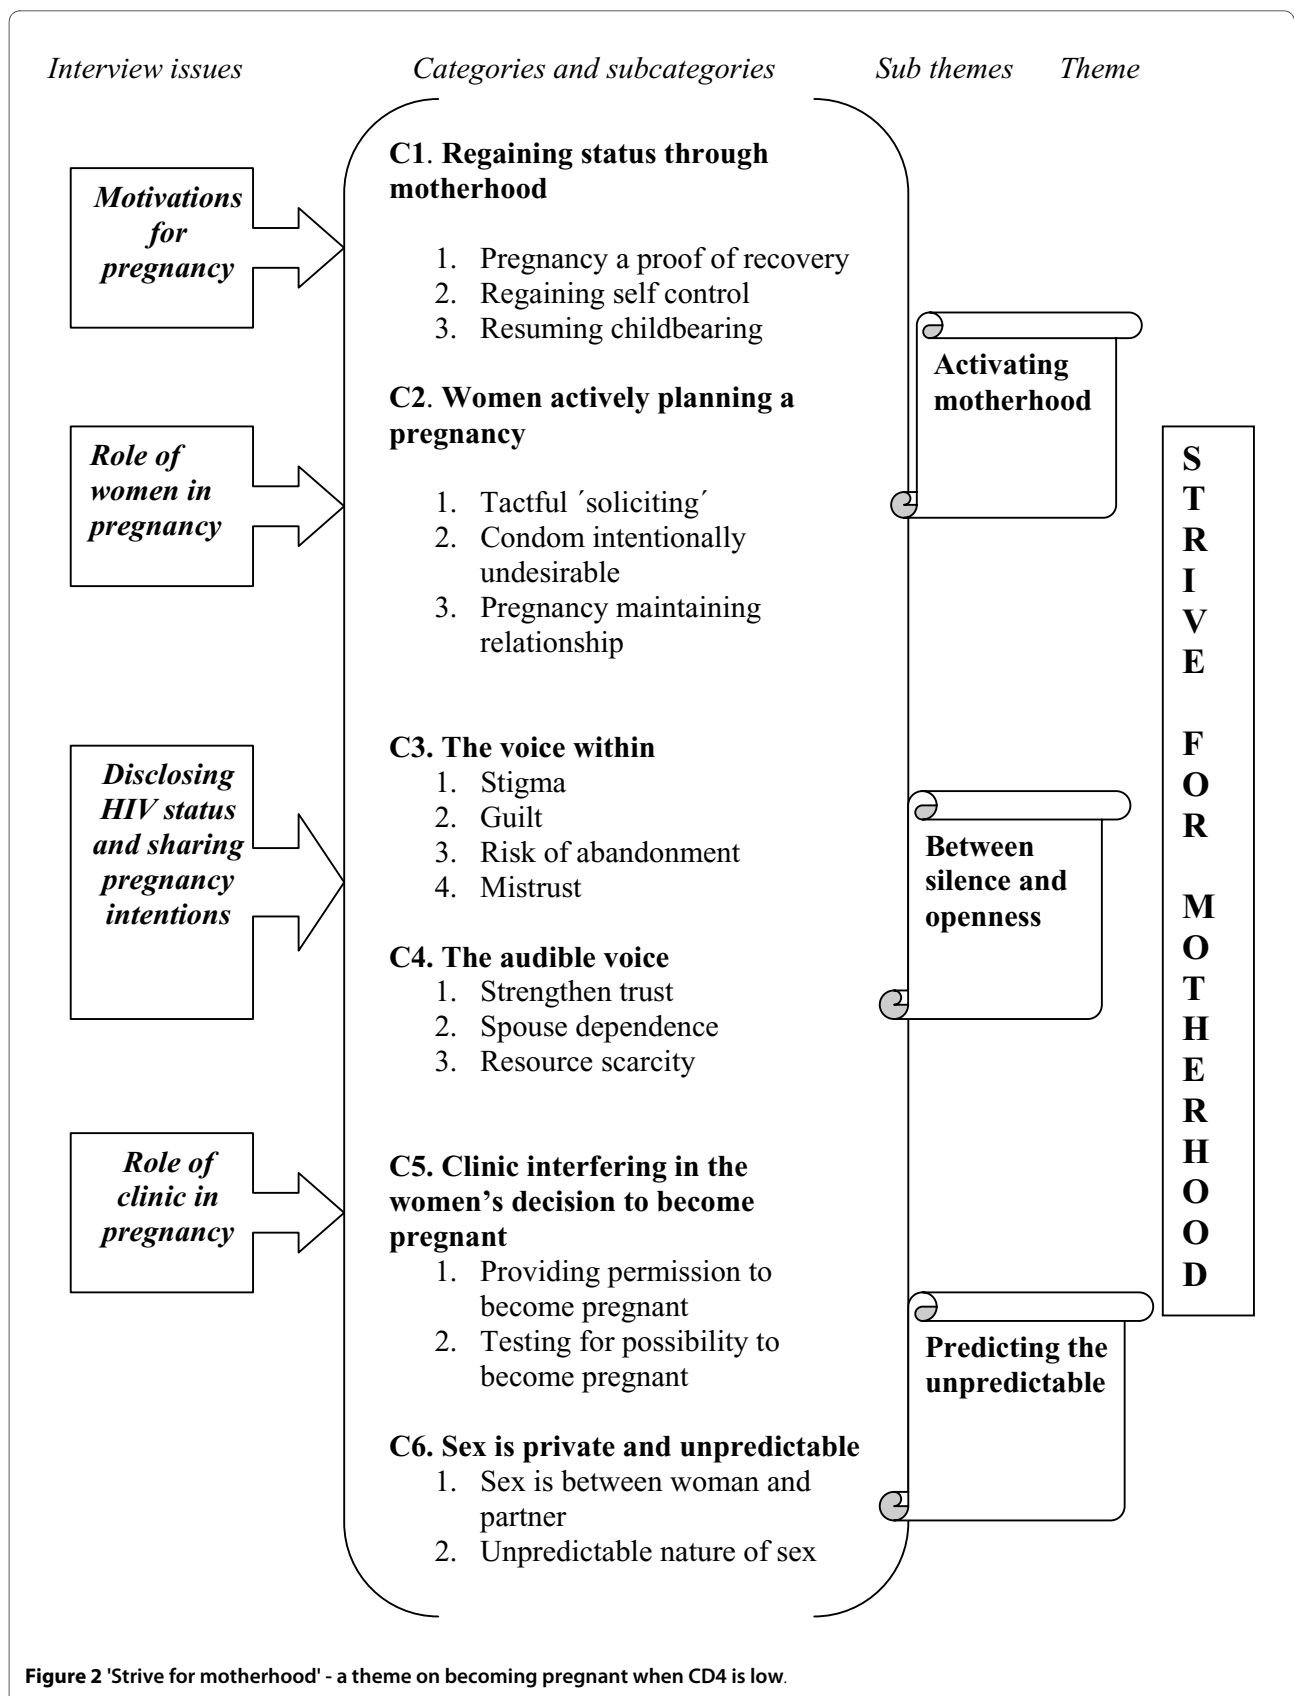 Interview issues
Categories and subcategories
Sub themes
Theme
Motivations
for
pregnancy
Role of
women in
pregnancy
Disclosing
HIV status
and sharing
pregnancy
intentions
Role of
clinic in
pregnancy
C1. Regaining status through
motherhood
1. Pregnancy a proof of recovery
2. Regaining self control
3. Resuming childbearing
C2. Women actively planning a
pregnancy
1. Tactful ´soliciting´
2. Condom intentionally
undesirable
3. Pregnancy maintaining
relationship
C3. The voice within
1. Stigma
2. Guilt
3. Risk of abandonment
4. Mistrust
C4. The audible voice
1. Strengthen trust
2. Spouse dependence
3. Resource scarcity
C5. Clinic interfering in the
women’s decision to become
pregnant
1. Providing permission to
become pregnant
2. Testing for possibility to
become pregnant
C6. Sex is private and unpredictable
1. Sex is between woman and
partner
2. Unpredictable nature of sex
Activating
motherhood
Between
silence and
openness
Predicting the
unpredictable
STRIVE FOR MOTHERHOOD
Figure 2 'Strive for motherhood' - a theme on becoming pregnant when CD4 is low.